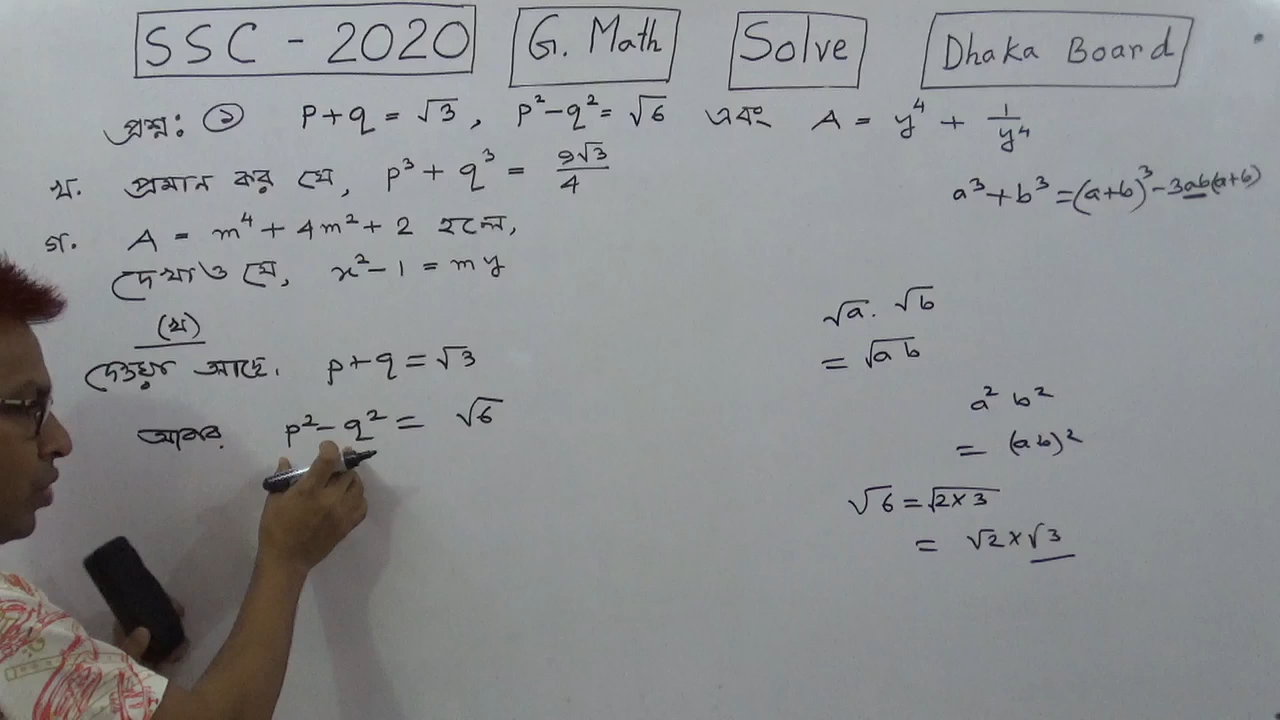 SSC - 2020 G. Math Solve Dhaka Board
প্রশ্ন: ১ p+q = √3, p² - q² = √6 এবং A = y⁴ + 1/y⁴
খ. প্রমান কর যে, p³ + q³ = 9√3/4
a³ + b³ = (a+b)³ - 3ab(a+b)
গ. A = m⁴ + 4m² + 2 হলে,
দেখাও যে, x² - 1 = my
(খ)
দেওয়া আছে, p+q = √3
আবার, p² - q² = √6
√a . √b
= √ab
a² b²
= (ab)²
√6 = √2×3
= √2 × √3